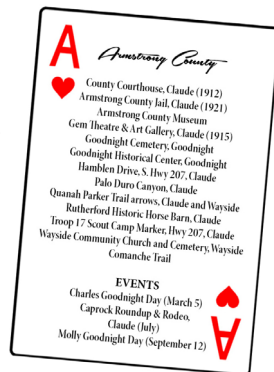 A
Armstrong County
County Courthouse, Claude (1912)
Armstrong County Jail, Claude (1921)
Armstrong County Museum
Gem Theatre & Art Gallery, Claude (1915)
Goodnight Cemetery, Goodnight
Goodnight Historical Center, Goodnight
Hamblen Drive, S. Hwy 207, Claude
Palo Duro Canyon, Claude
Quanah Parker Trail arrows, Claude and Wayside
Rutherford Historic Horse Barn, Claude
Troop 17 Scout Camp Marker, Hwy 207, Claude
Wayside Community Church and Cemetery, Wayside
Comanche Trail
EVENTS
Charles Goodnight Day (March 5)
Caprock Roundup & Rodeo,
Claude (July)
Molly Goodnight Day (September 12)
A